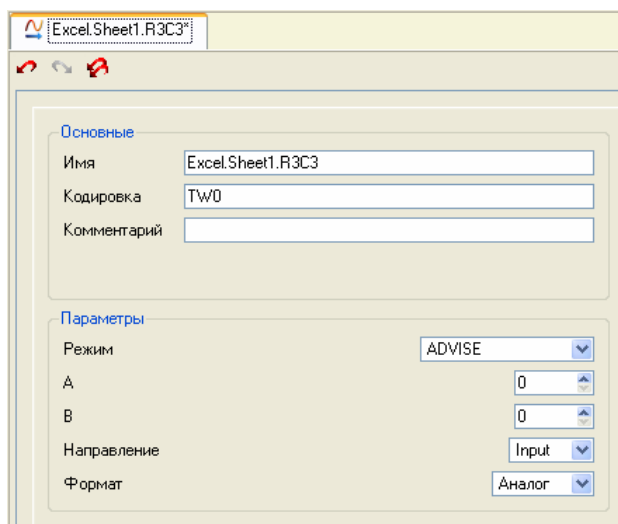 Excel.Sheet1.R3C3*
Основные
Имя Excel.Sheet1.R3C3
Кодировка TW0
Комментарий
Параметры
Режим ADVISE
A 0
B 0
Направление Input
Формат Аналог